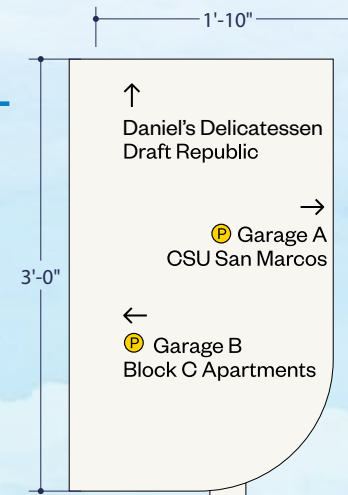 1'-10"
↑
Daniel's Delicatessen
Draft Republic
→
P Garage A
CSU San Marcos
3'-0"
←
P Garage B
Block C Apartments